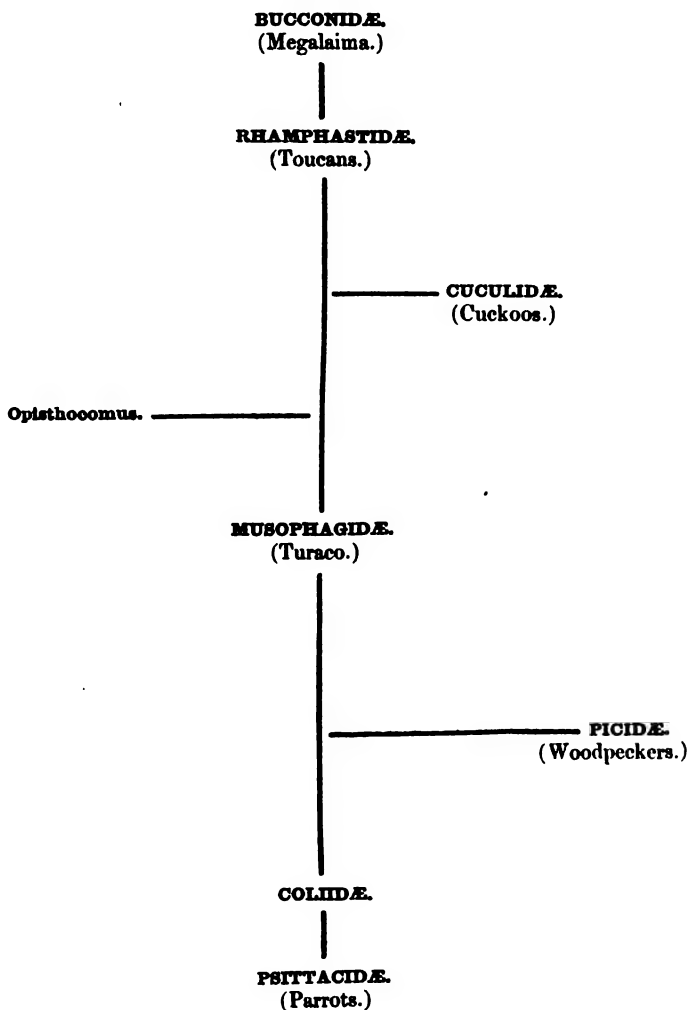 BUCCONIDÆ.
(Megalaima.)
RHAMPHASTIDÆ.
(Toucans.)
CUCULIDÆ.
(Cuckoos.)
Opisthocomus.
MUSOPHAGIDÆ.
(Turaco.)
PICIDÆ.
(Woodpeckers.)
COLIIDÆ.
PSITTACIDÆ.
(Parrots.)